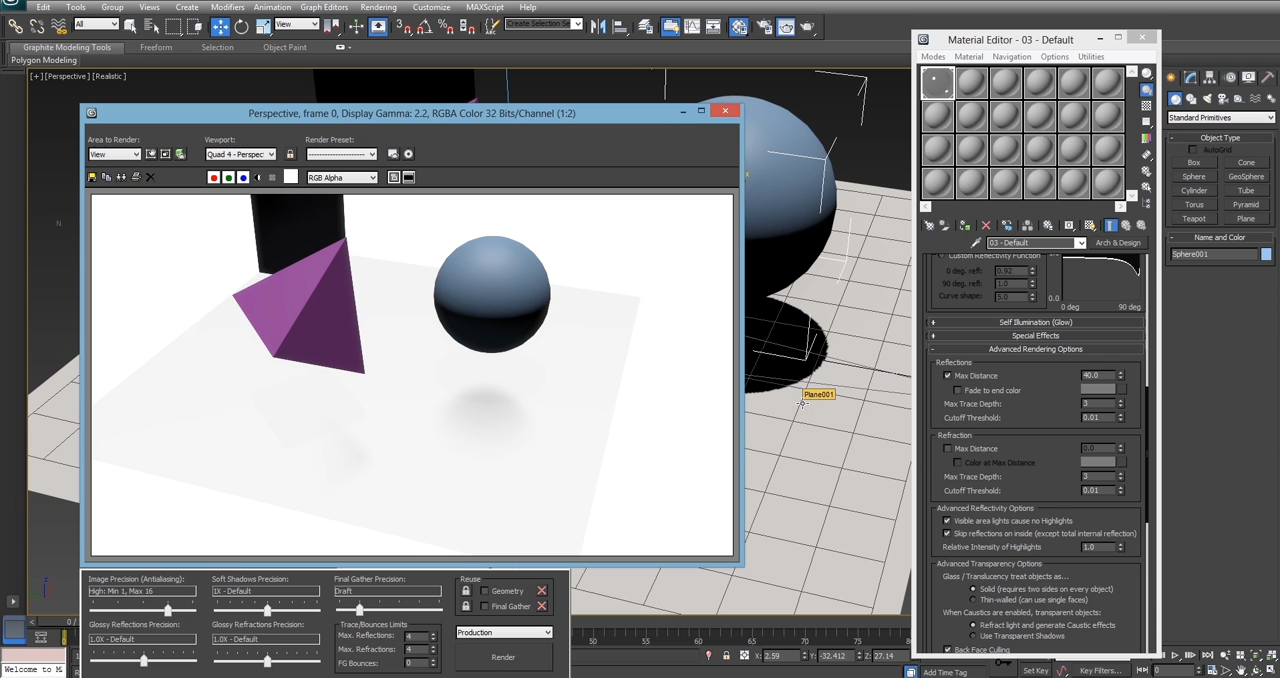 Edit Tools Group Views Create Modifiers Animation Graph Editors Rendering Customize MAXScript Help
All View Create Selection Se
Graphite Modeling Tools Freeform Selection Object Paint
Polygon Modeling
[+] [Perspective] [Realistic]
Perspective, frame 0, Display Gamma: 2.2, RGBA Color 32 Bits/Channel (1:2)
Area to Render: Viewport: Render Preset:
View Quad 4 - Perspec --------------------
RGB Alpha
Plane001
Image Precision (Antialiasing): Soft Shadows Precision: Final Gather Precision: Reuse
High: Min 1, Max 16 1X - Default Draft Geometry
Final Gather
Glossy Reflections Precision: Glossy Refractions Precision: Trace/Bounces Limits
1.0X - Default 1.0X - Default Max. Reflections: 4 Production
Max. Refractions: 4
FG Bounces: 0 Render
0 /
50 55 60 65 70 75
Welcome to M
X: 2.59 Y: -32.412 Z: 27.14
Add Time Tag Set Key Key Filters... 0
Material Editor - 03 - Default
Modes Material Navigation Options Utilities
03 - Default Arch & Design
Custom Reflectivity Function
0 deg. refl: 0.92
90 deg. refl: 1.0
Curve shape: 5.0 0.0
0 deg 90 deg
+ Self Illumination (Glow)
+ Special Effects
- Advanced Rendering Options
Reflections
Max Distance 40.0
Fade to end color
Max Trace Depth: 3
Cutoff Threshold: 0.01
Refraction
Max Distance 0.0
Color at Max Distance
Max Trace Depth: 3
Cutoff Threshold: 0.01
Advanced Reflectivity Options
Visible area lights cause no Highlights
Skip reflections on inside (except total internal reflection)
Relative Intensity of Highlights 1.0
Advanced Transparency Options
Glass / Translucency treat objects as...
Solid (requires two sides on every object)
Thin-walled (can use single faces)
When Caustics are enabled, transparent objects:
Refract light and generate Caustic effects
Use Transparent Shadows
Back Face Culling
Standard Primitives
- Object Type
AutoGrid
Box Cone
Sphere GeoSphere
Cylinder Tube
Torus Pyramid
Teapot Plane
- Name and Color
Sphere001